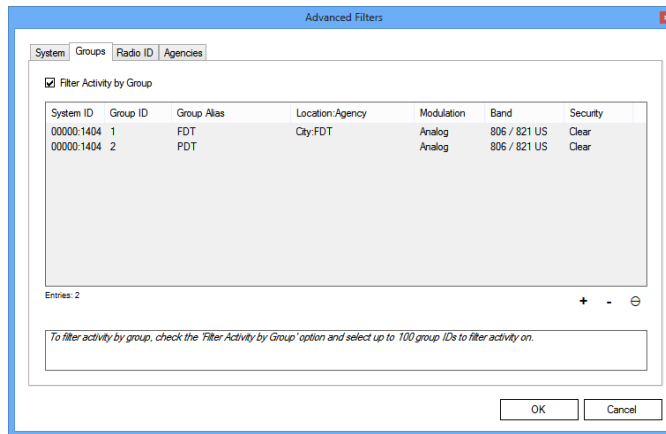 Advanced Filters
System Groups Radio ID Agencies
Filter Activity by Group
System ID Group ID Group Alias Location:Agency Modulation Band Security
00000:1404 1 FDT City:FDT Analog 806 / 821 US Clear
00000:1404 2 PDT Analog 806 / 821 US Clear
Entries: 2
+ -
To filter activity by group, check the 'Filter Activity by Group' option and select up to 100 group IDs to filter activity on.
OK Cancel